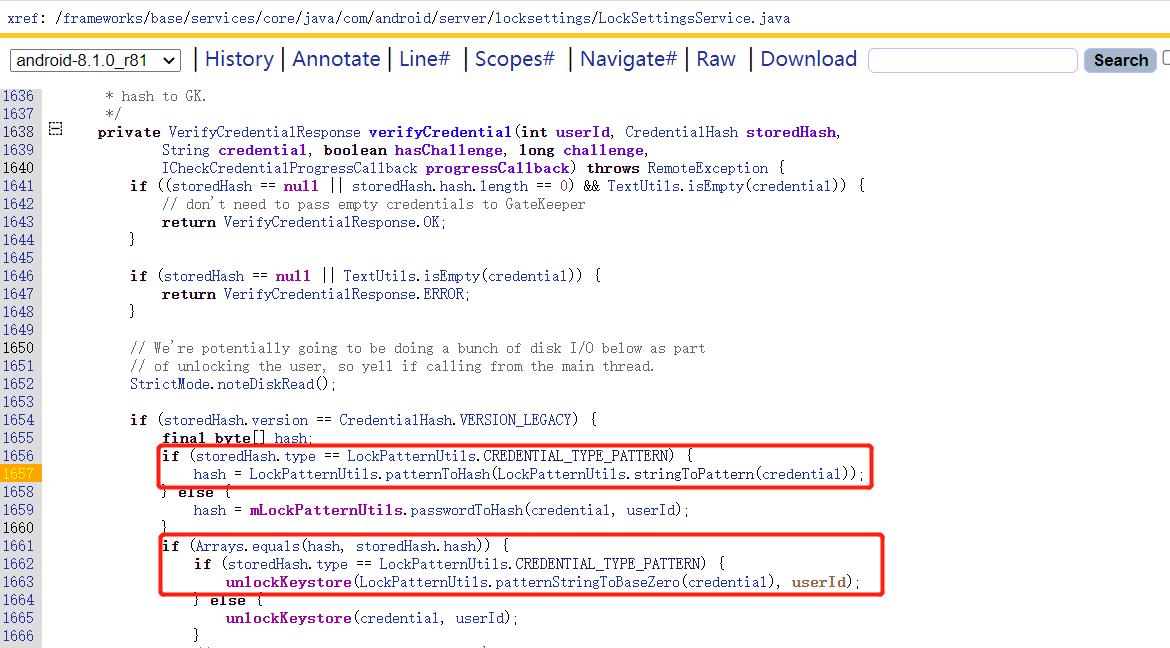 xref: /frameworks/base/services/core/java/com/android/server/locksettings/LockSettingsService.java
android-8.1.0_r81 | History | Annotate | Line# | Scopes# | Navigate# | Raw | Download Search
1636 * hash to GK.
1637 */
1638 private VerifyCredentialResponse verifyCredential(int userId, CredentialHash storedHash,
1639 String credential, boolean hasChallenge, long challenge,
1640 ICheckCredentialProgressCallback progressCallback) throws RemoteException {
1641 if ((storedHash == null || storedHash.hash.length == 0) && TextUtils.isEmpty(credential)) {
1642 // don't need to pass empty credentials to GateKeeper
1643 return VerifyCredentialResponse.OK;
1644 }
1645
1646 if (storedHash == null || TextUtils.isEmpty(credential)) {
1647 return VerifyCredentialResponse.ERROR;
1648 }
1649
1650 // We're potentially going to be doing a bunch of disk I/O below as part
1651 // of unlocking the user, so yell if calling from the main thread.
1652 StrictMode.noteDiskRead();
1653
1654 if (storedHash.version == CredentialHash.VERSION_LEGACY) {
1655 final byte[] hash;
1656 if (storedHash.type == LockPatternUtils.CREDENTIAL_TYPE_PATTERN) {
1657 hash = LockPatternUtils.patternToHash(LockPatternUtils.stringToPattern(credential));
1658 } else {
1659 hash = mLockPatternUtils.passwordToHash(credential, userId);
1660 }
1661 if (Arrays.equals(hash, storedHash.hash)) {
1662 if (storedHash.type == LockPatternUtils.CREDENTIAL_TYPE_PATTERN) {
1663 unlockKeystore(LockPatternUtils.patternStringToBaseZero(credential), userId);
1664 } else {
1665 unlockKeystore(credential, userId);
1666 }